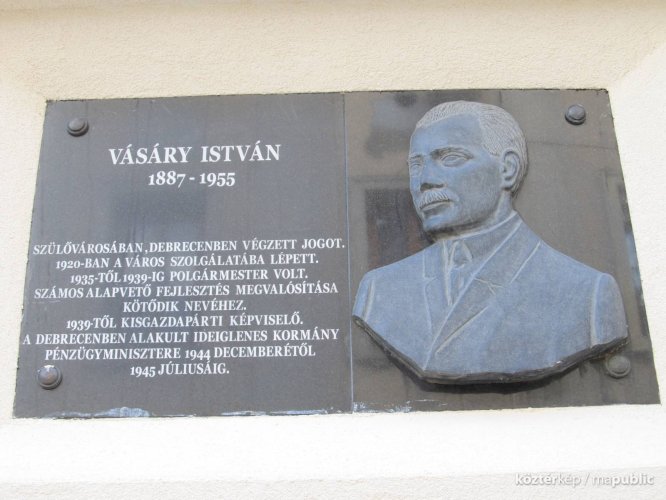 VÁSÁRY ISTVÁN
1887 - 1955
SZÜLŐVÁROSÁBAN, DEBRECENBEN VÉGZETT JOGOT.
1920-BAN A VÁROS SZOLGÁLATÁBA LÉPETT.
1935-TŐL 1939-IG POLGÁRMESTER VOLT.
SZÁMOS ALAPVETŐ FEJLESZTÉS MEGVALÓSÍTÁSA
KÖTŐDIK NEVÉHEZ.
1939-TŐL KISGAZDAPÁRTI KÉPVISELŐ.
A DEBRECENBEN ALAKULT IDEIGLENES KORMÁNY
PÉNZÜGYMINISZTERE 1944 DECEMBERÉTŐL
1945 JÚLIUSÁIG.
köztérkép / mapublic